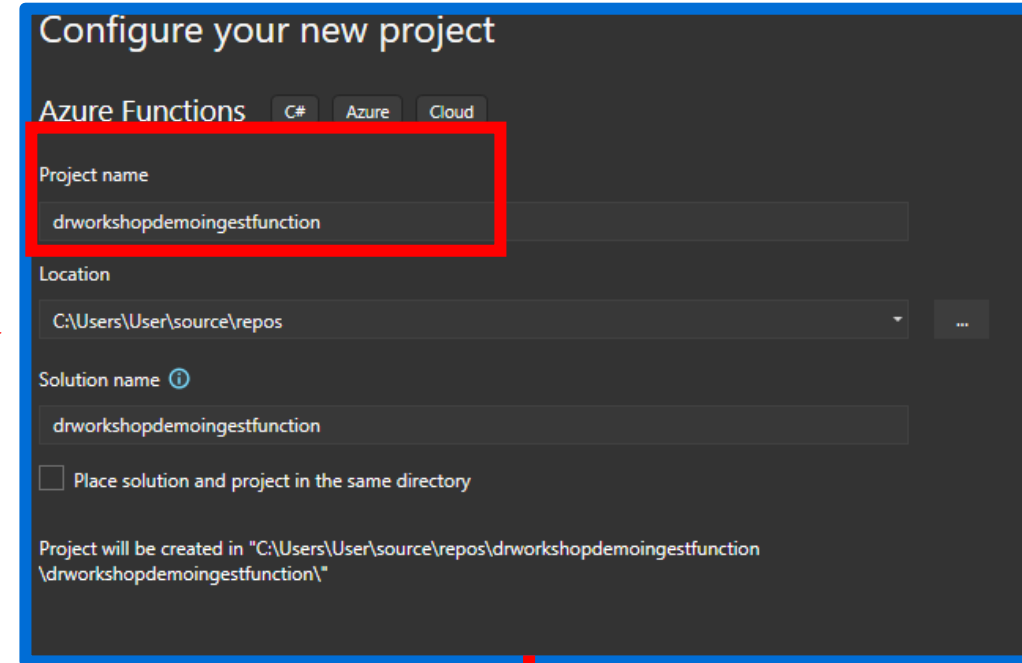 Configure your new project
Azure Functions C# Azure Cloud
Project name
drworkshopdemoingestfunction
Location
C:\Users\User\source\repos
...
Solution name
drworkshopdemoingestfunction
Place solution and project in the same directory
Project will be created in "C:\Users\User\source\repos\drworkshopdemoingestfunction
\drworkshopdemoingestfunction\"